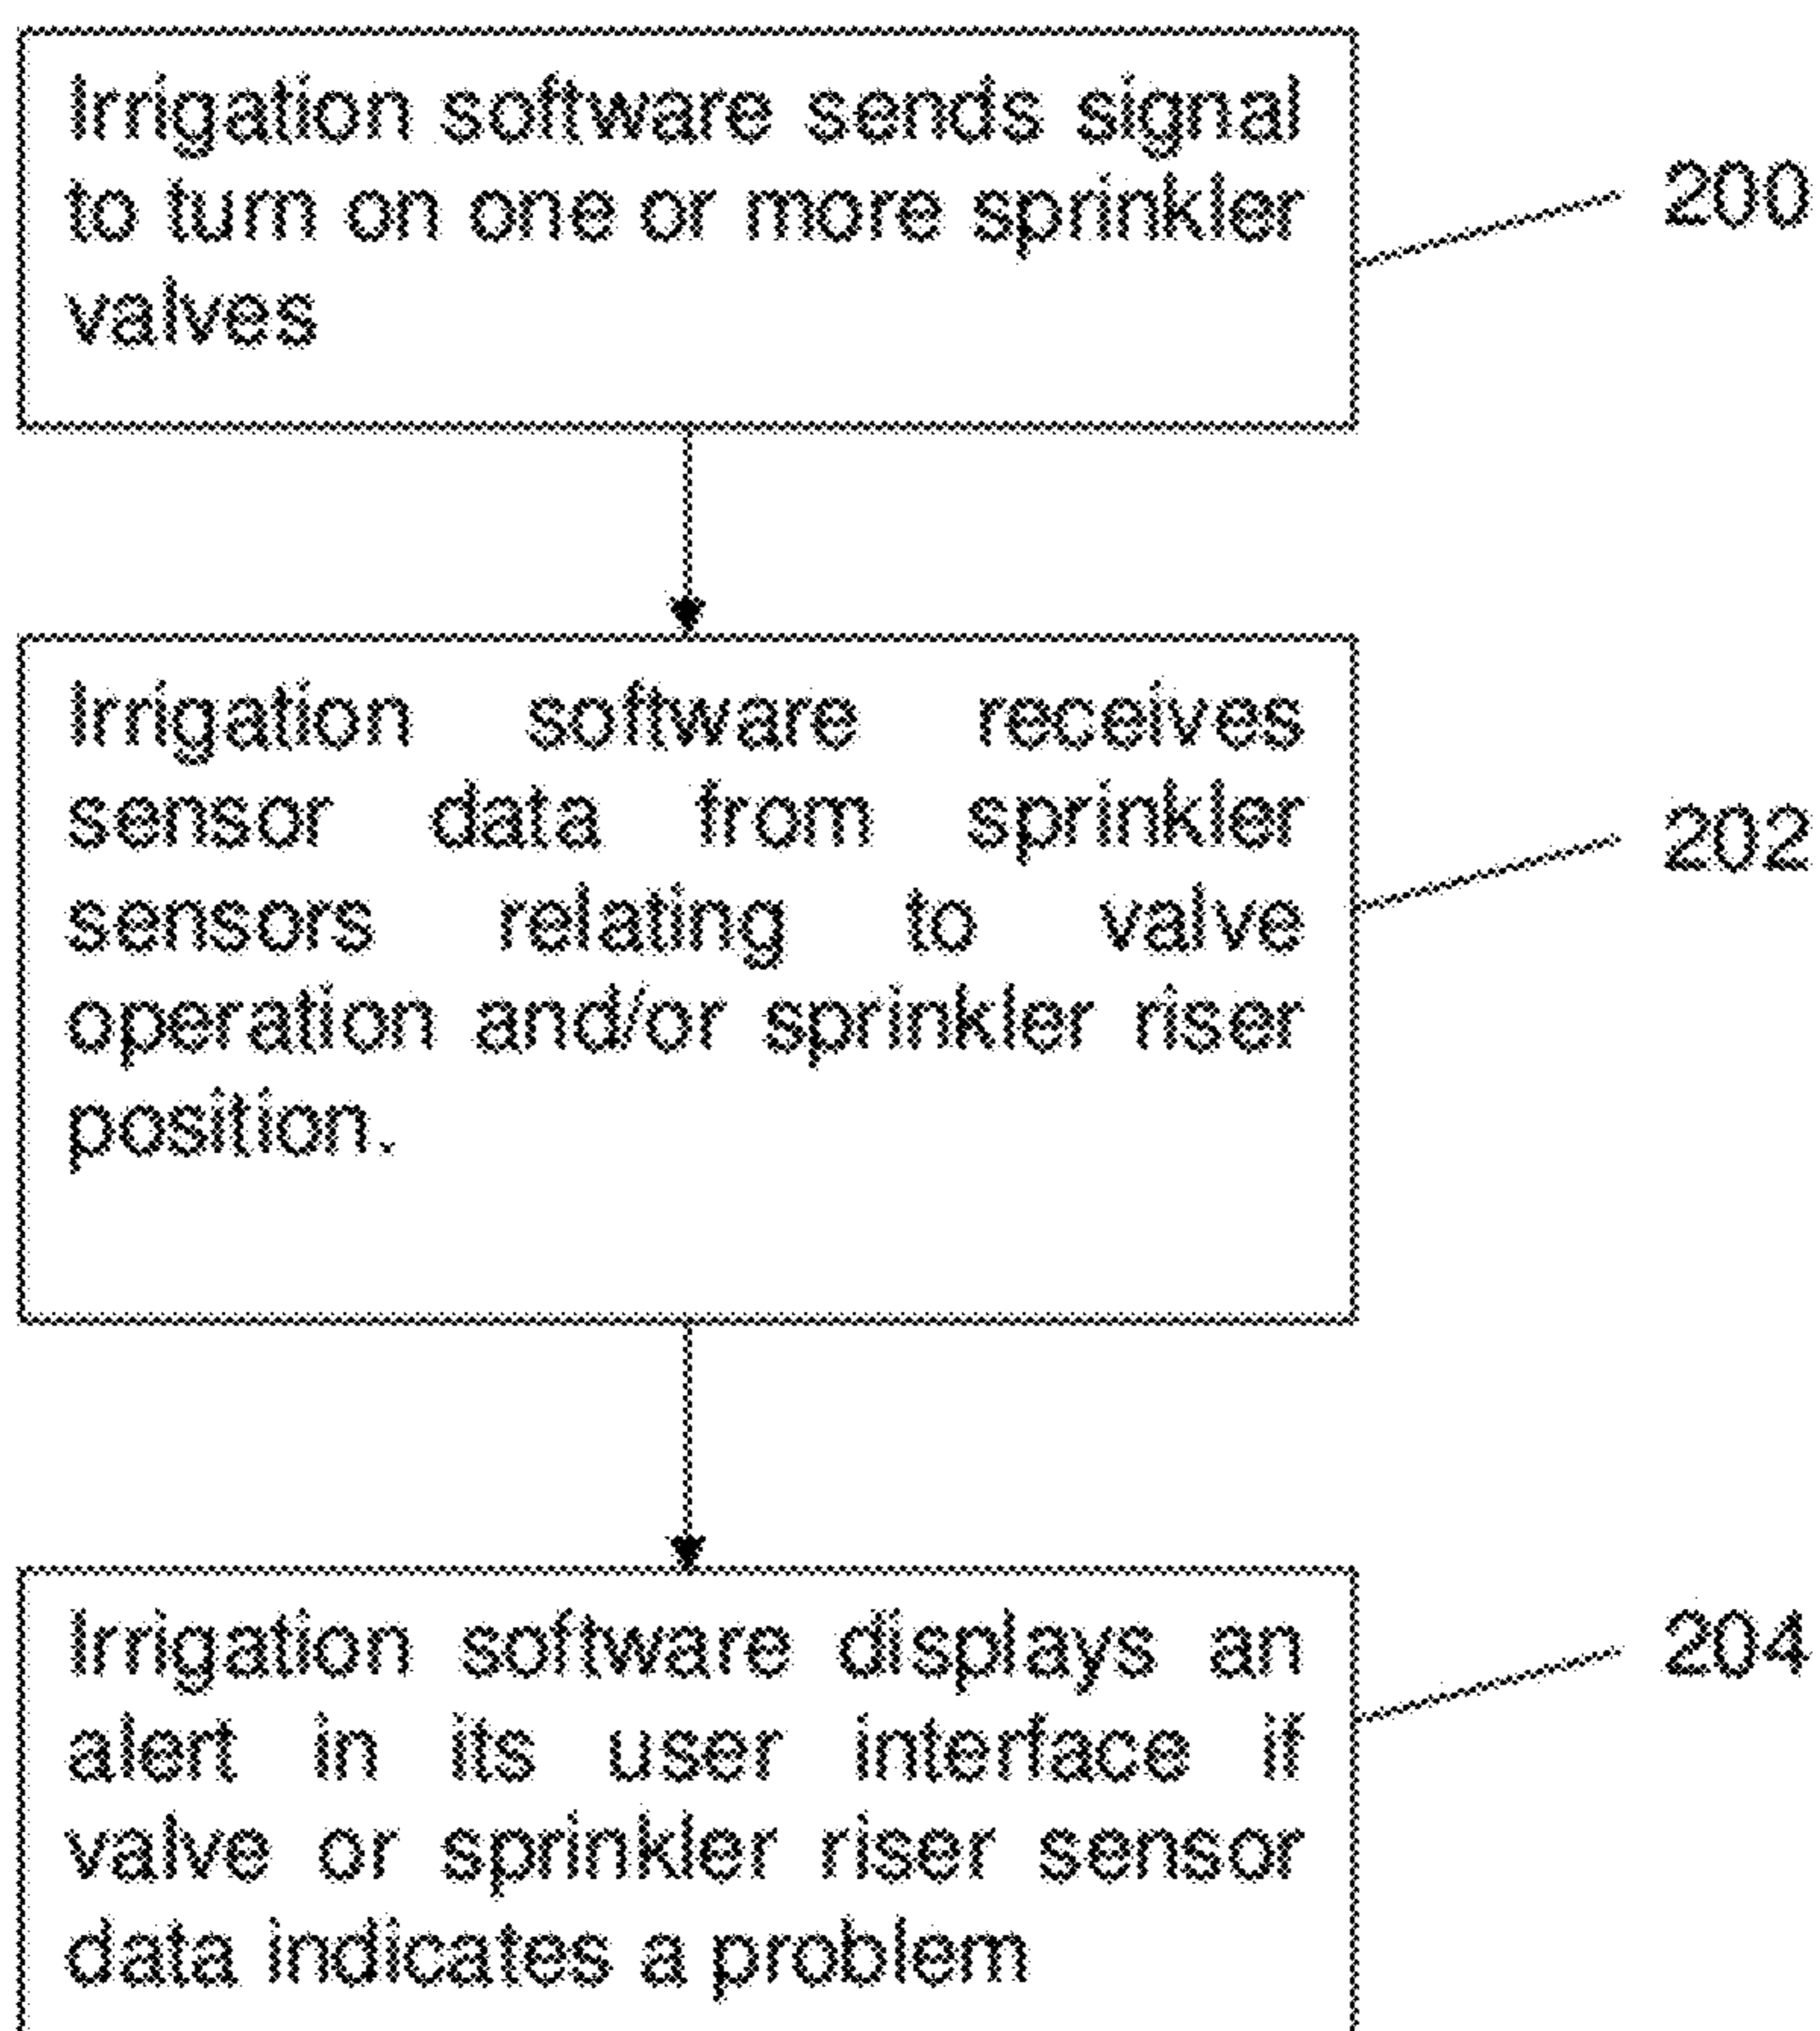 Irrigation software sends signal
to turn on one or more sprinkler
valves
200
Irrigation software receives
sensor data from sprinkler
sensors relating to valve
operation and/or sprinkler riser
position.
202
Irrigation software displays an
alert in its user interface if
valve or sprinkler riser sensor
data indicates a problem
204